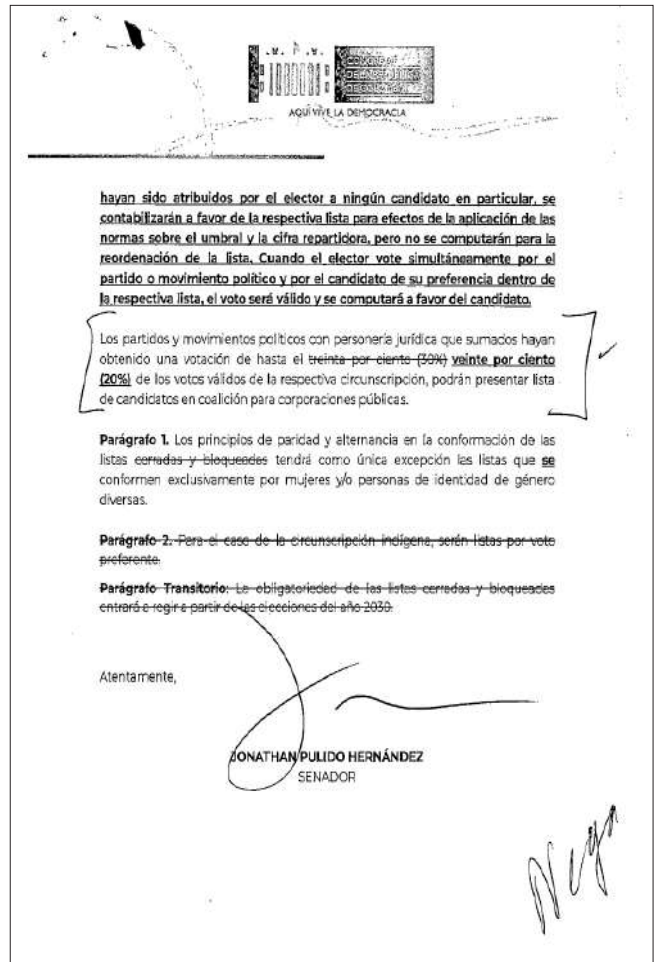 CONGRESO
DE LA REPÚBLICA
DE COLOMBIA
AQUÍ VIVE LA DEMOCRACIA
hayan sido atribuidos por el elector a ningún candidato en particular, se
contabilizarán a favor de la respectiva lista para efectos de la aplicación de las
normas sobre el umbral y la cifra repartidora, pero no se computarán para la
reordenación de la lista. Cuando el elector vote simultáneamente por el
partido o movimiento político y por el candidato de su preferencia dentro de
la respectiva lista, el voto será válido y se computará a favor del candidato.
Los partidos y movimientos políticos con personería jurídica que sumados hayan
obtenido una votación de hasta el treinta por ciento (30%) veinte por ciento
(20%) de los votos válidos de la respectiva circunscripción, podrán presentar lista
de candidatos en coalición para corporaciones públicas.
Parágrafo 1. Los principios de paridad y alternancia en la conformación de las
listas cerradas y bloqueadas tendrá como única excepción las listas que se
conformen exclusivamente por mujeres y/o personas de identidad de género
diversas.
Parágrafo 2. Para el caso de la circunscripción indígena, serán listas por voto
preferente.
Parágrafo Transitorio: La obligatoriedad de las listas cerradas y bloqueadas
entrará a regir a partir de las elecciones del año 2030.
Atentamente,
JONATHAN PULIDO HERNÁNDEZ
SENADOR